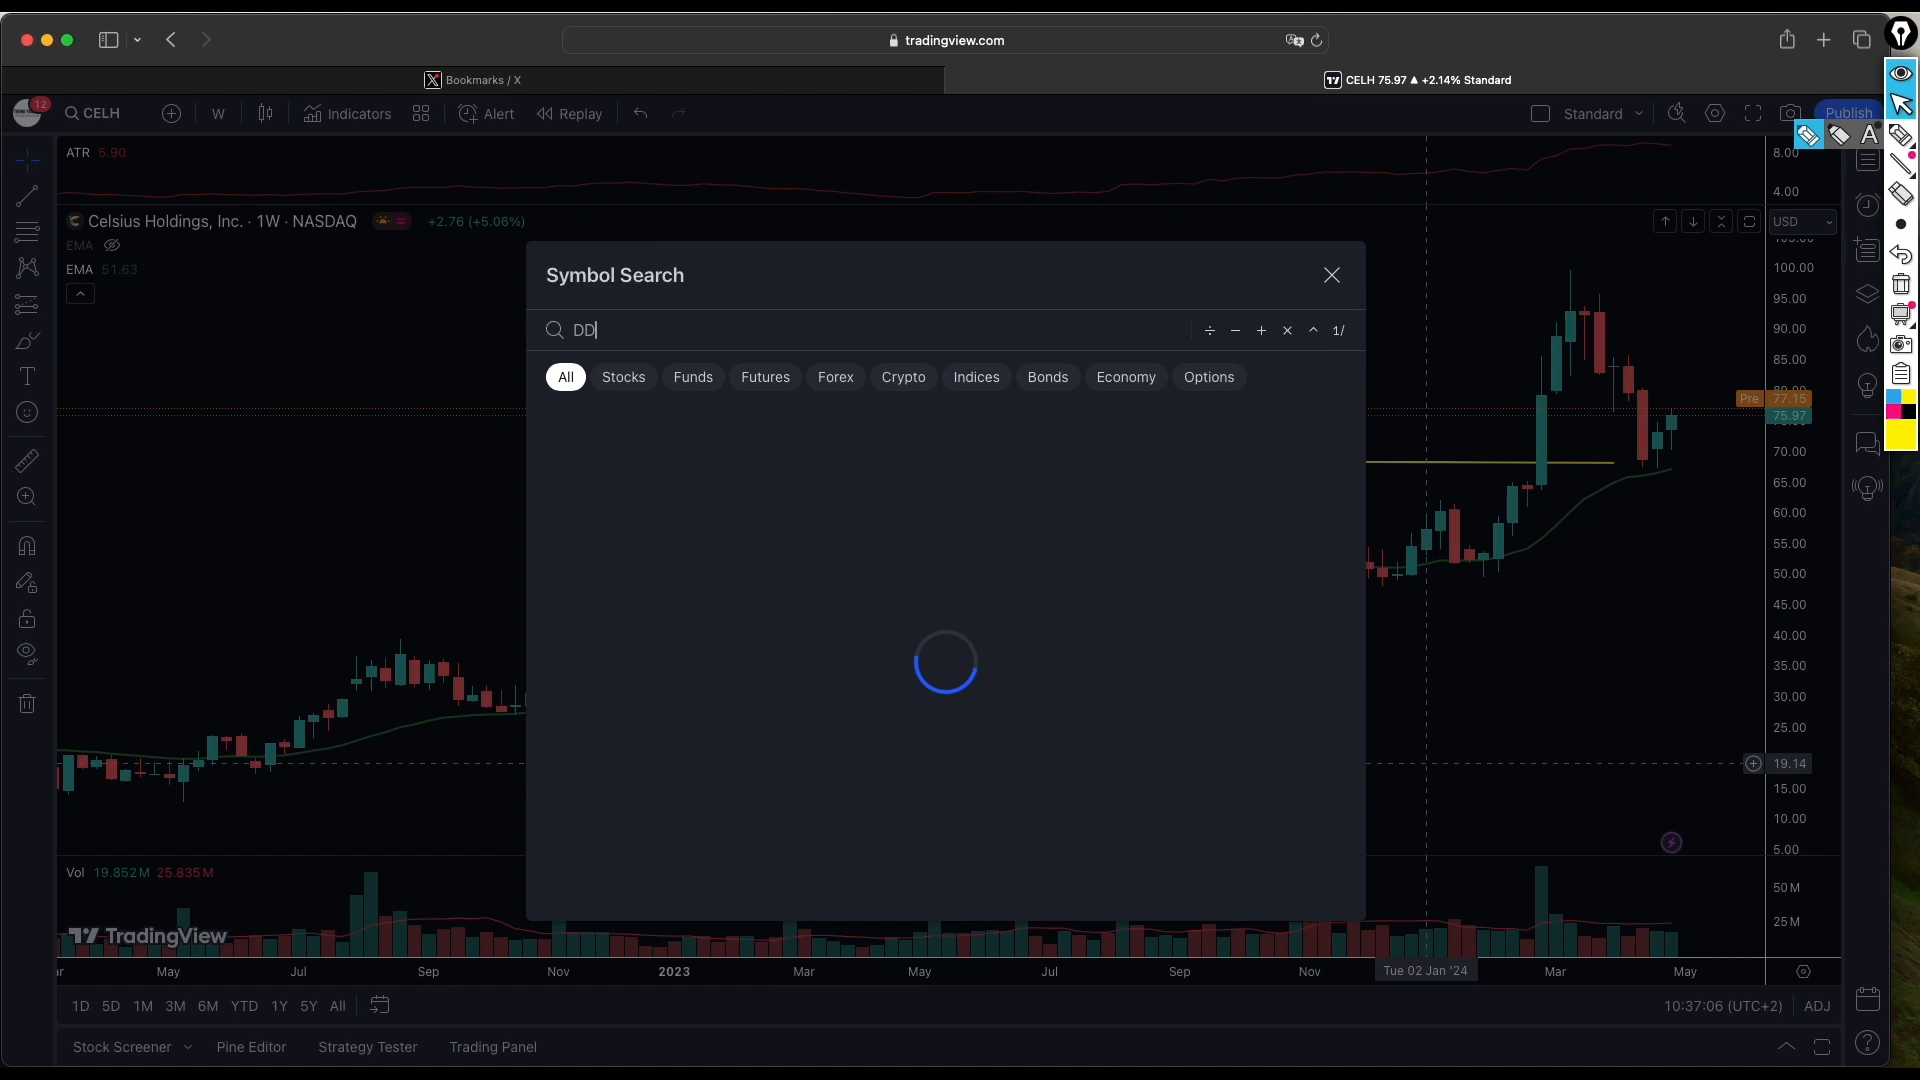 tradingview.com
Bookmarks / X
CELH 75.97 ▲ +2.14% Standard
12
CELH
W
Indicators
Alert
Replay
Standard
Publish
A
ATR 5.90
8.00
4.00
Celsius Holdings, Inc. · 1W · NASDAQ
+2.76 (+5.06%)
USD
EMA
EMA 51.63
Symbol Search
DD
÷ − + × ^ 1/
All
Stocks
Funds
Futures
Forex
Crypto
Indices
Bonds
Economy
Options
100.00
95.00
90.00
85.00
Pre 77.15
75.97
70.00
65.00
60.00
55.00
50.00
45.00
40.00
35.00
30.00
25.00
19.14
15.00
10.00
5.00
Vol 19.852M 25.835M
50M
25M
TradingView
May
Jul
Sep
Nov
2023
Mar
May
Jul
Sep
Nov
Tue 02 Jan '24
Mar
May
1D 5D 1M 3M 6M YTD 1Y 5Y All
10:37:06 (UTC+2)
ADJ
Stock Screener
Pine Editor
Strategy Tester
Trading Panel